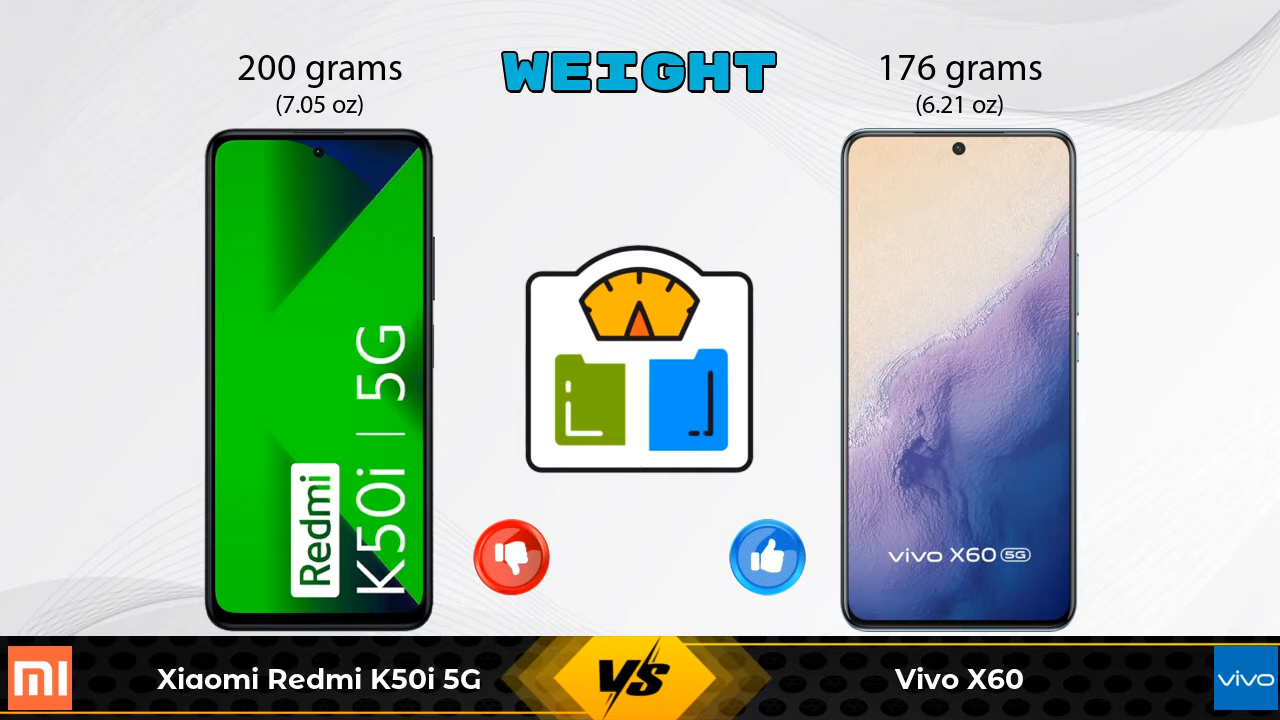 200 grams
(7.05 oz)
WEIGHT
176 grams
(6.21 oz)
Redmi
K50i | 5G
vivo X60 5G
mi
Xiaomi Redmi K50i 5G
VS
Vivo X60
vivo